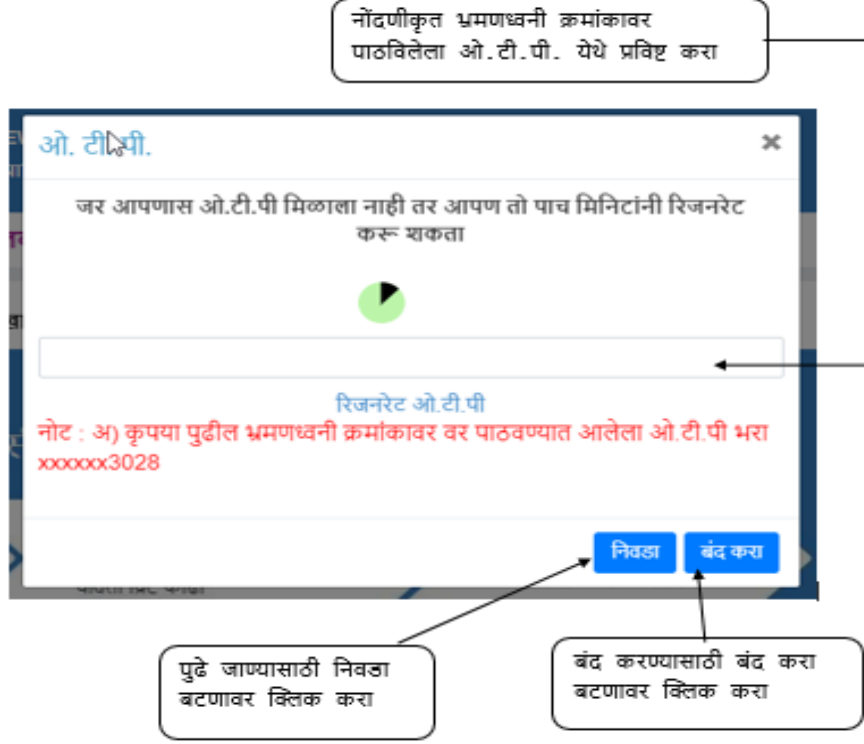 नोंदणीकृत भ्रमणध्वनी क्रमांकावर
पाठविलेला ओ.टी.पी. येथे प्रविष्ट करा
ओ. टी. पी.
×
जर आपणास ओ.टी.पी मिळाला नाही तर आपण तो पाच मिनिटांनी रिजनरेट
करू शकता
रिजनरेट ओ.टी.पी
नोट : अ) कृपया पुढील भ्रमणध्वनी क्रमांकावर वर पाठवण्यात आलेला ओ.टी.पी भरा
xxxxxx3028
निवडा बंद करा
पुढे जाण्यासाठी निवडा
बटणावर क्लिक करा
बंद करण्यासाठी बंद करा
बटणावर क्लिक करा